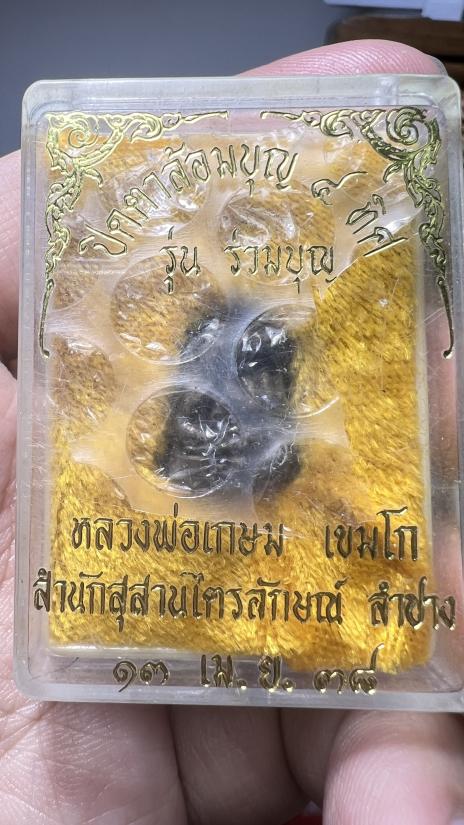 ปิดตาล้อมบุญ ๘ ทิศ
รุ่น ร่วมบุญ
หลวงพ่อเกษม เขมโก
สำนักสุสานไตรลักษณ์ ลำปาง
๑๓ เม.ย. ๓๘